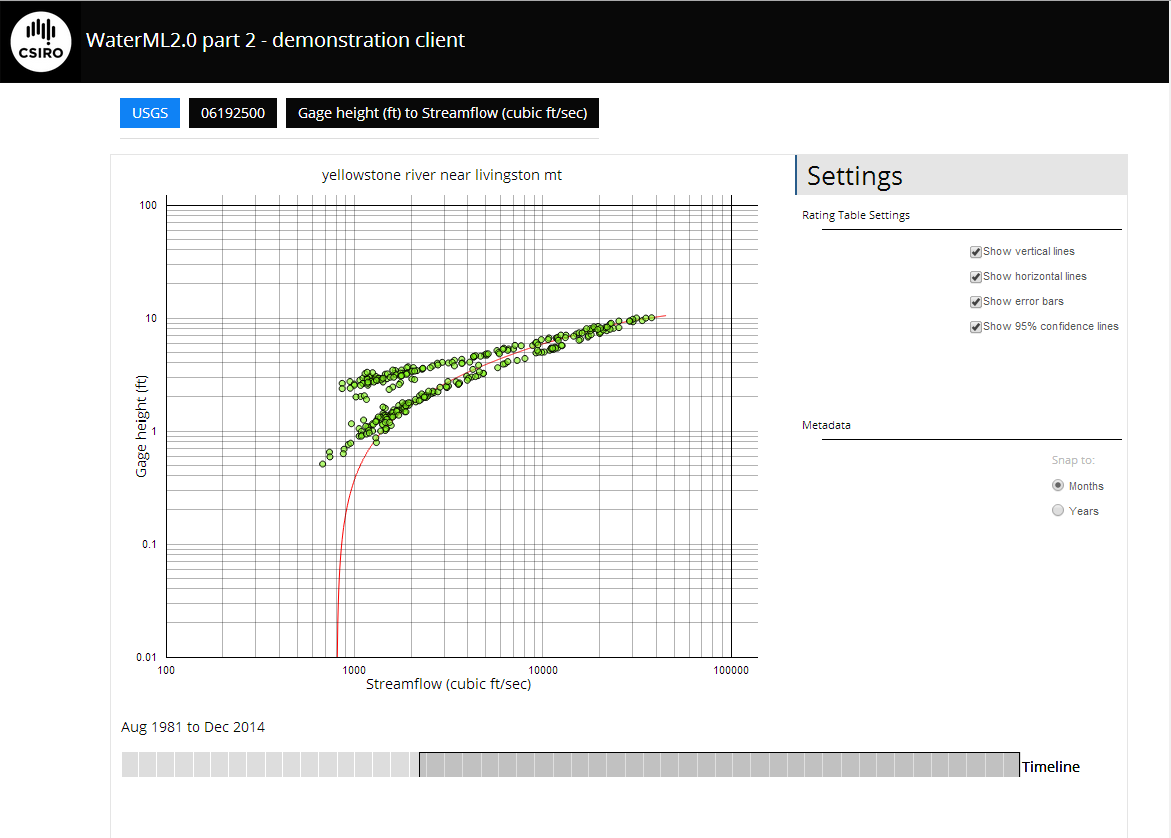 CSIRO
WaterML2.0 part 2 - demonstration client
USGS
06192500
Gage height (ft) to Streamflow (cubic ft/sec)
yellowstone river near livingston mt
100
10
1
0.1
0.01
Gage height (ft)
100
1000
10000
100000
Streamflow (cubic ft/sec)
Settings
Rating Table Settings
Show vertical lines
Show horizontal lines
Show error bars
Show 95% confidence lines
Metadata
Snap to:
Months
Years
Aug 1981 to Dec 2014
Timeline